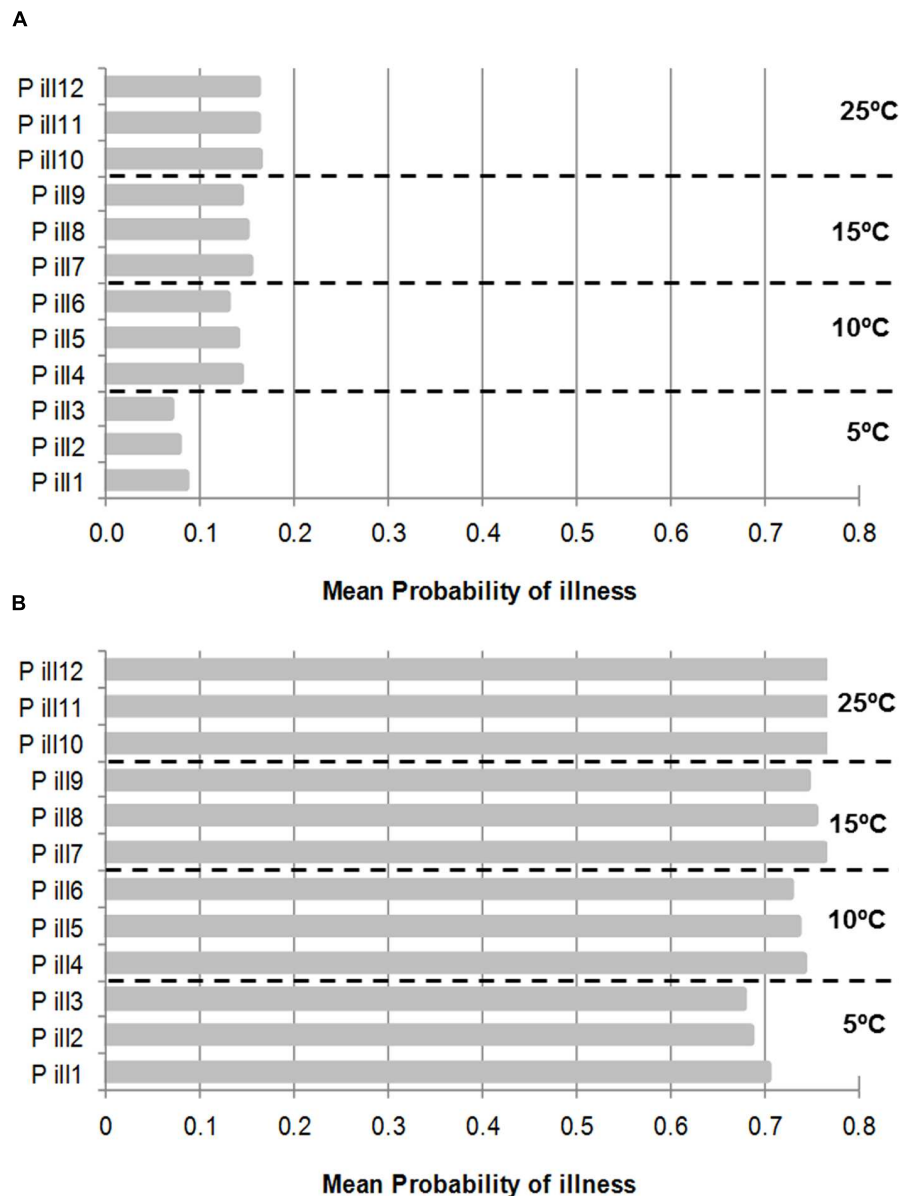 A
P ill12
P ill11
25ºC
P ill10
P ill9
P ill8
15ºC
P ill7
P ill6
P ill5
10ºC
P ill4
P ill3
P ill2
5ºC
P ill1
0.0 0.1 0.2 0.3 0.4 0.5 0.6 0.7 0.8
Mean Probability of illness
B
P ill12
P ill11
25ºC
P ill10
P ill9
P ill8
15ºC
P ill7
P ill6
P ill5
10ºC
P ill4
P ill3
P ill2
5ºC
P ill1
0 0.1 0.2 0.3 0.4 0.5 0.6 0.7 0.8
Mean Probability of illness